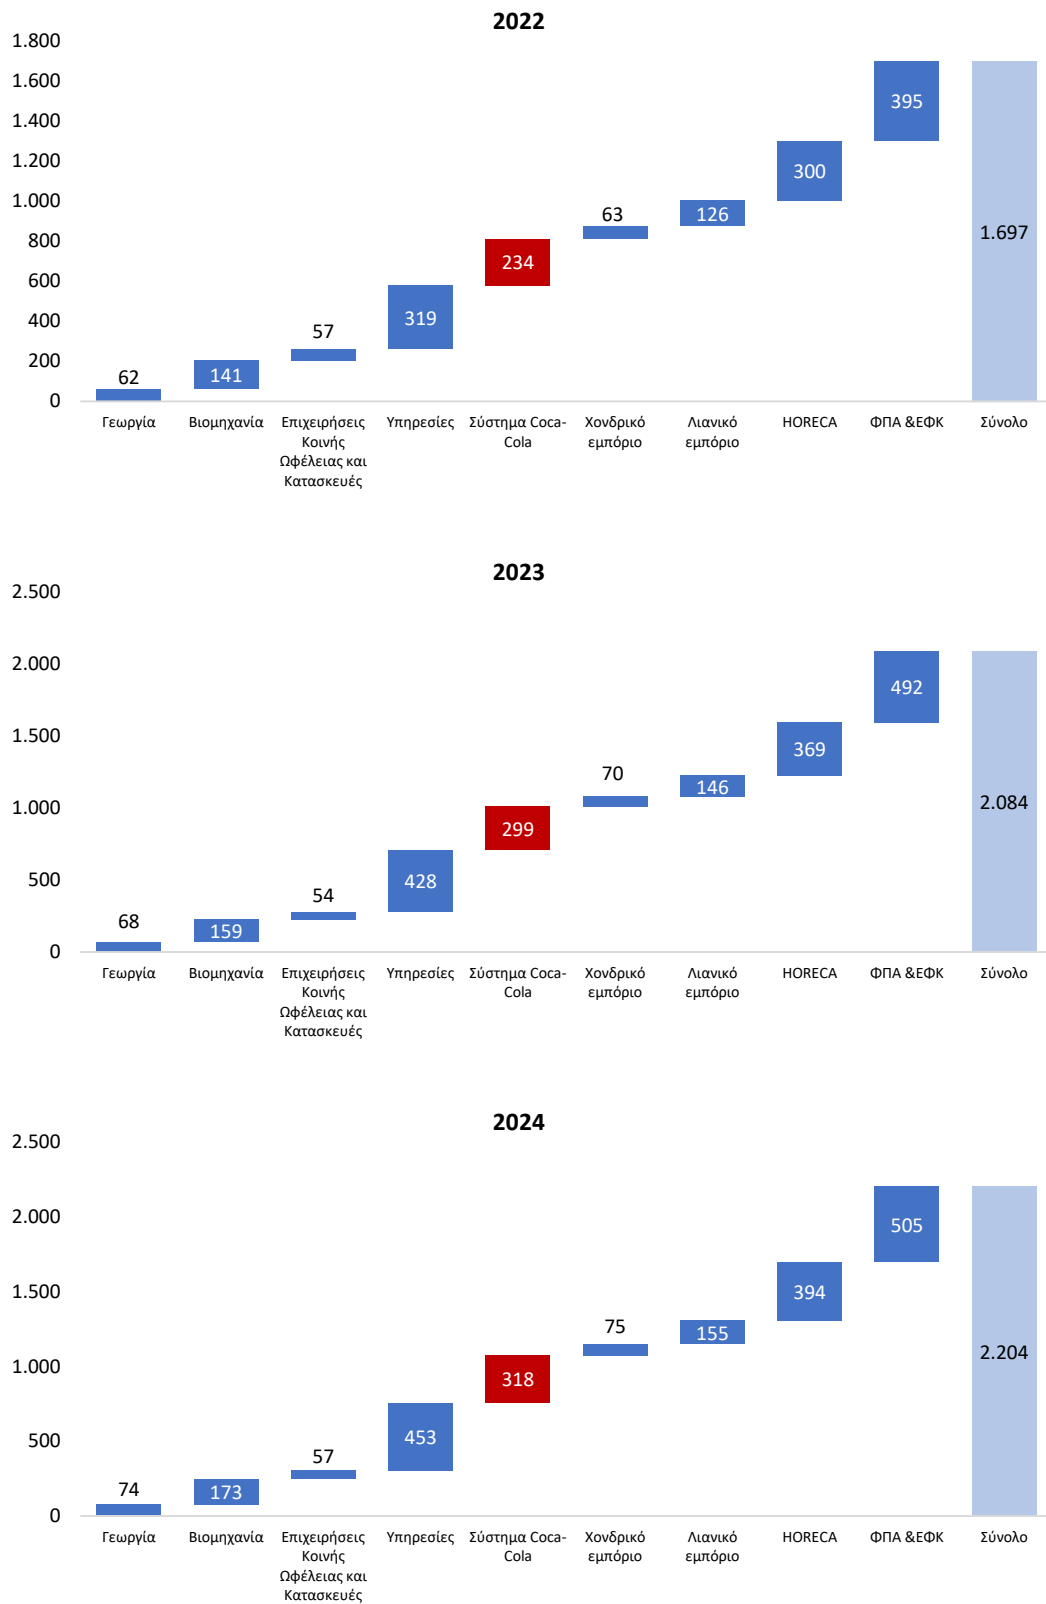 2022
1.800
1.600
1.400
1.200
1.000
800
600
400
200
0
62
141
57
319
234
63
126
300
395
1.697
Γεωργία
Βιομηχανία
Επιχειρήσεις
Κοινής
Ωφέλειας και
Κατασκευές
Υπηρεσίες
Σύστημα Coca-
Cola
Χονδρικό
εμπόριο
Λιανικό
εμπόριο
HORECA
ΦΠΑ &ΕΦΚ
Σύνολο
2023
2.500
2.000
1.500
1.000
500
0
68
159
54
428
299
70
146
369
492
2.084
Γεωργία
Βιομηχανία
Επιχειρήσεις
Κοινής
Ωφέλειας και
Κατασκευές
Υπηρεσίες
Σύστημα Coca-
Cola
Χονδρικό
εμπόριο
Λιανικό
εμπόριο
HORECA
ΦΠΑ &ΕΦΚ
Σύνολο
2024
2.500
2.000
1.500
1.000
500
0
74
173
57
453
318
75
155
394
505
2.204
Γεωργία
Βιομηχανία
Επιχειρήσεις
Κοινής
Ωφέλειας και
Κατασκευές
Υπηρεσίες
Σύστημα Coca-
Cola
Χονδρικό
εμπόριο
Λιανικό
εμπόριο
HORECA
ΦΠΑ &ΕΦΚ
Σύνολο